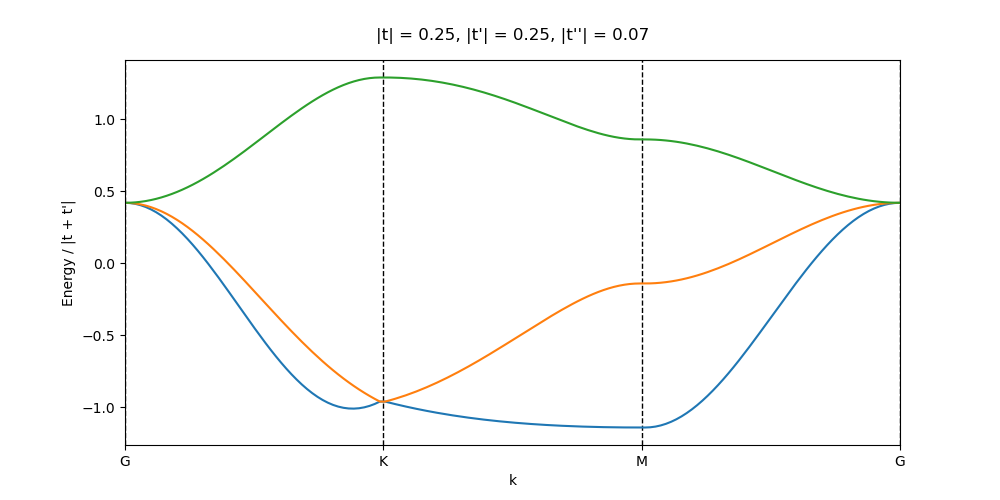 |t| = 0.25, |t'| = 0.25, |t''| = 0.07
Energy / |t + t'|
1.0
0.5
0.0
−0.5
−1.0
G K M G
k